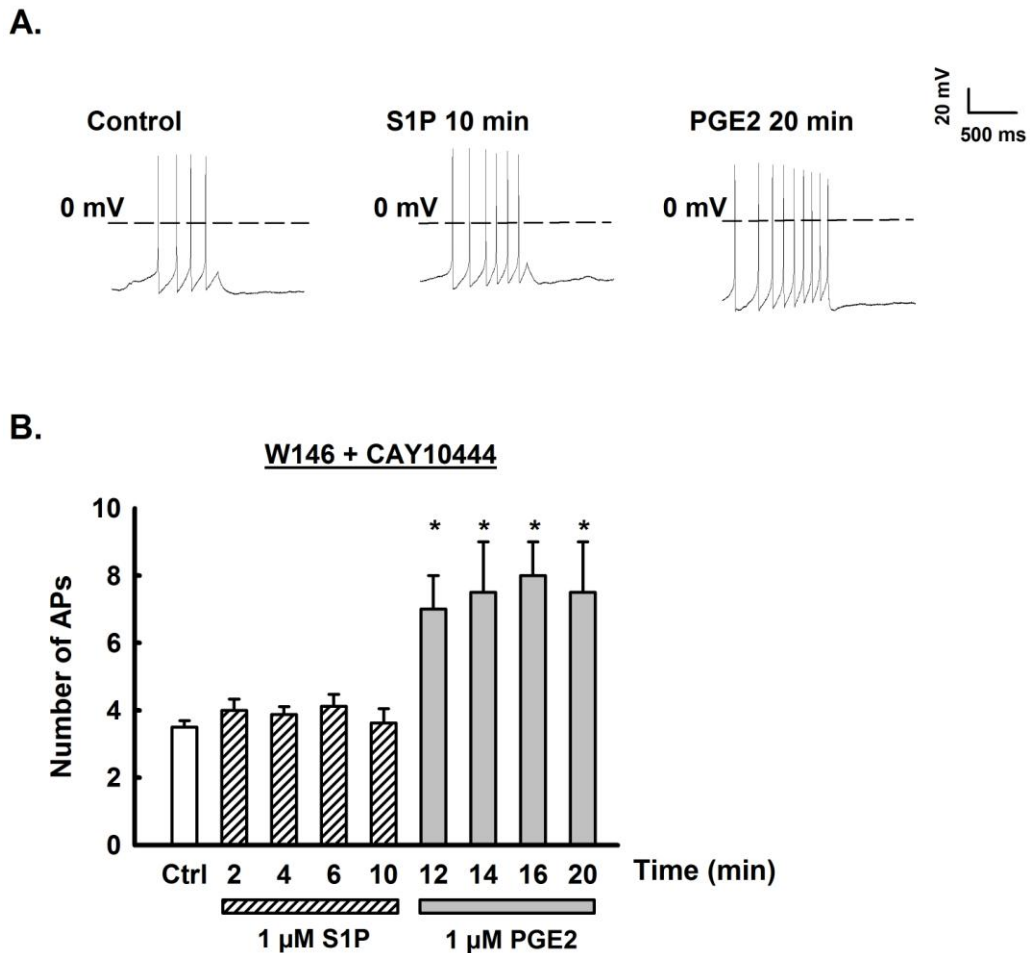 A.
Control
S1P 10 min
PGE2 20 min
20 mV
500 ms
0 mV
0 mV
0 mV
B.
W146 + CAY10444
Number of APs
10
8
6
4
2
0
* * * *
Ctrl 2 4 6 10 12 14 16 20 Time (min)
1 µM S1P
1 µM PGE2